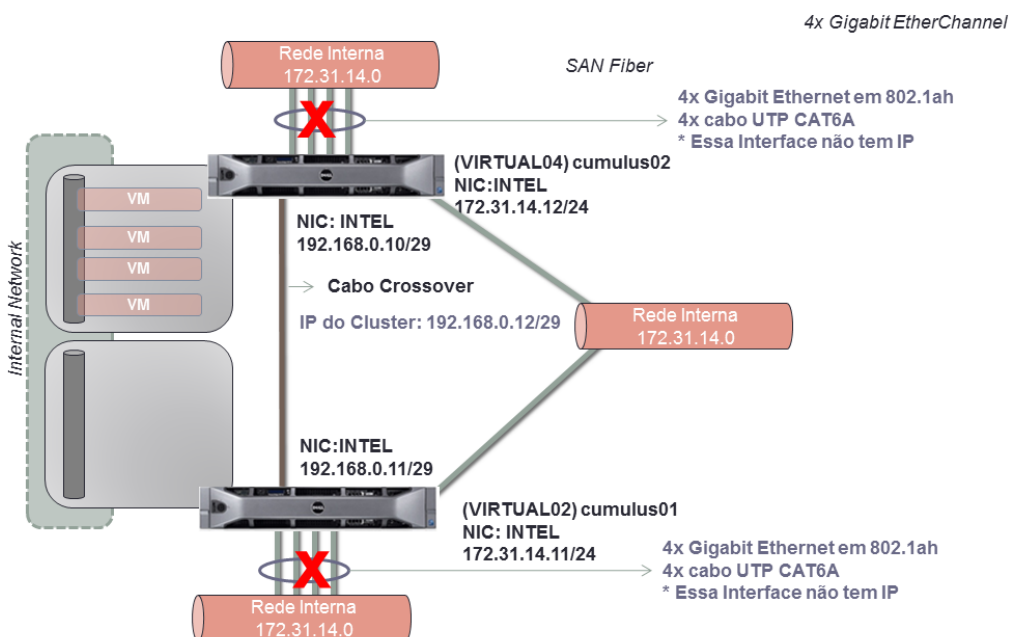 4x Gigabit EtherChannel
Rede Interna
172.31.14.0
SAN Fiber
4x Gigabit Ethernet em 802.1ah
4x cabo UTP CAT6A
* Essa Interface não tem IP
X
(VIRTUAL04) cumulus02
NIC:INTEL
172.31.14.12/24
VM
VM
VM
VM
NIC: INTEL
192.168.0.10/29
Cabo Crossover
IP do Cluster: 192.168.0.12/29
Rede Interna
172.31.14.0
Internal Network
NIC:INTEL
192.168.0.11/29
(VIRTUAL02) cumulus01
NIC: INTEL
172.31.14.11/24
4x Gigabit Ethernet em 802.1ah
4x cabo UTP CAT6A
* Essa Interface não tem IP
X
Rede Interna
172.31.14.0